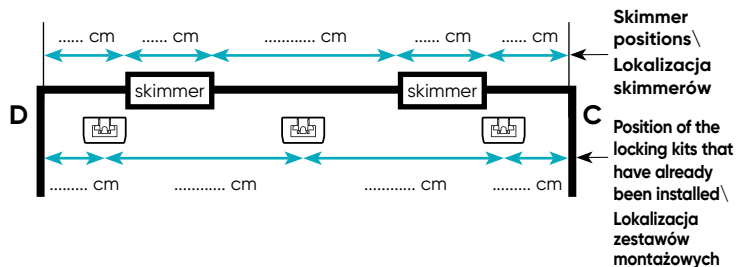 ...... cm ...... cm ............ cm ...... cm ...... cm
Skimmer
positions\
Lokalizacja
skimmerów
skimmer skimmer
D C
Position of the
locking kits that
have already
been installed\
Lokalizacja
zestawów
montażowych
......... cm ............ cm ............ cm ......... cm